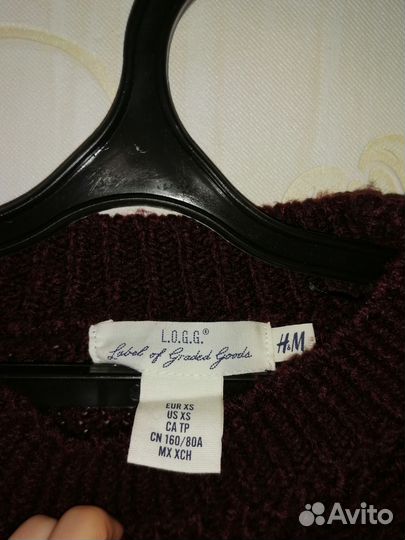 L.O.G.G.®
Label of Graded Goods
H&M
EUR XS
US XS
CA TP
CN 160/80A
MX XCH
Avito